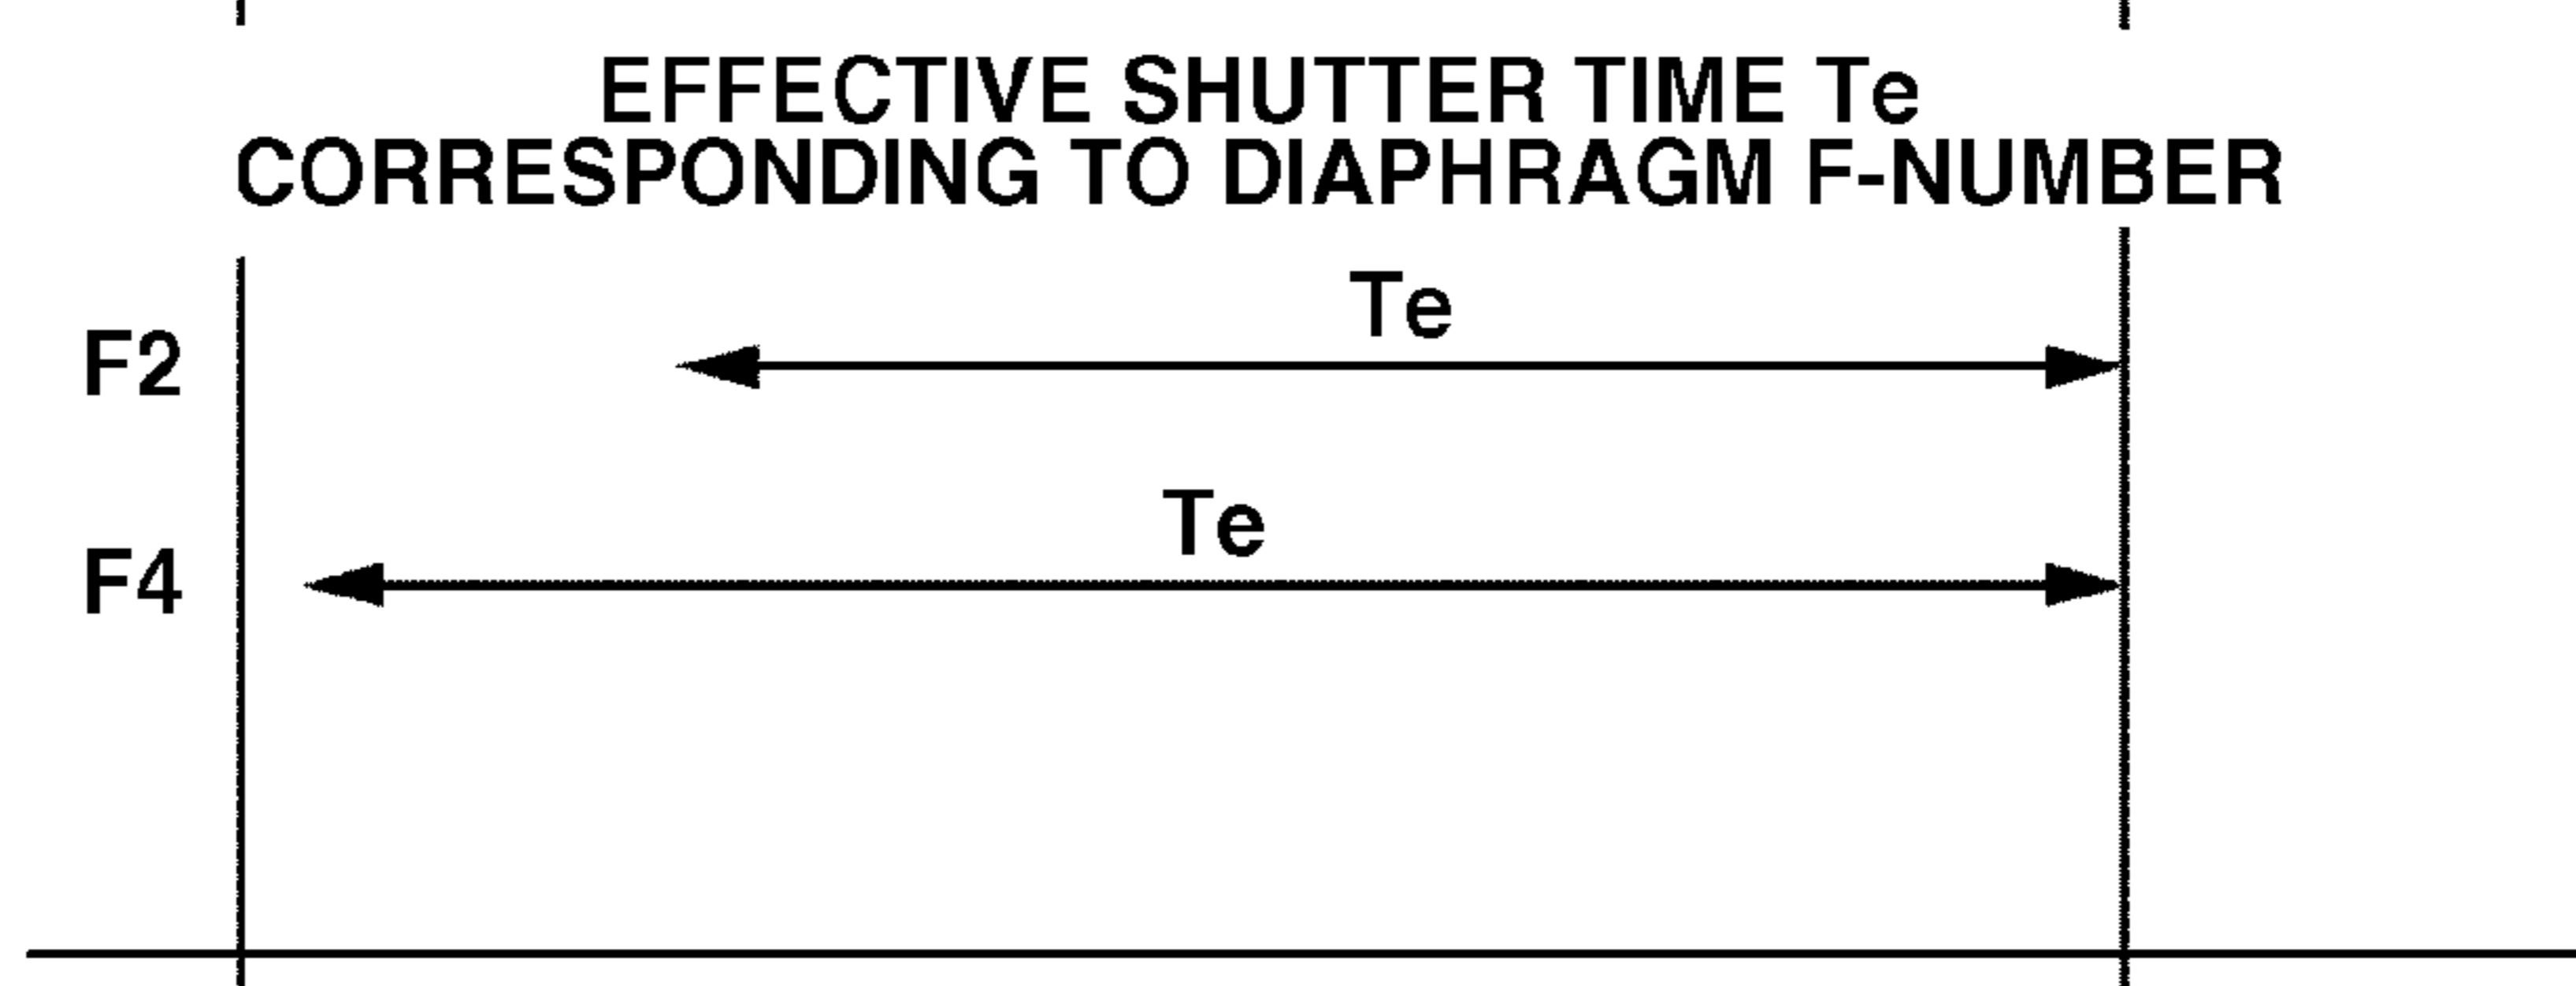 EFFECTIVE SHUTTER TIME Te
CORRESPONDING TO DIAPHRAGM F-NUMBER
Te
F2
Te
F4